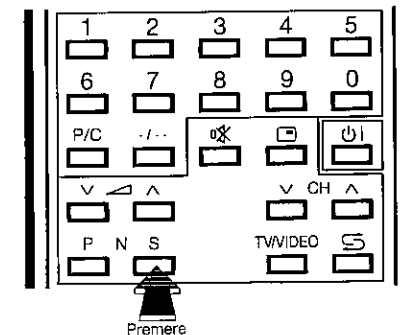 1 2 3 4 5
6 7 8 9 0
P/C -/--
CH
P N S TV/VIDEO
Premere